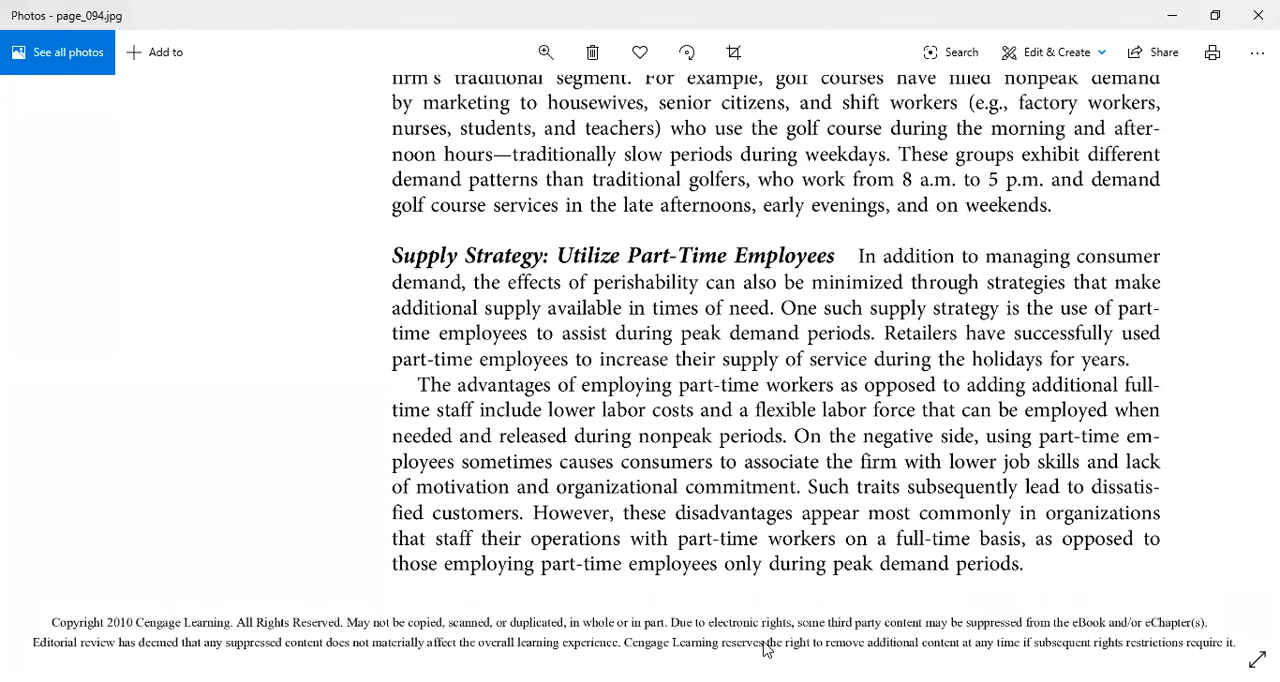 Photos - page_094.jpg
See all photos
Add to
Search
Edit & Create
Share
firm's traditional segment. For example, golf courses have filled nonpeak demand
by marketing to housewives, senior citizens, and shift workers (e.g., factory workers,
nurses, students, and teachers) who use the golf course during the morning and after-
noon hours—traditionally slow periods during weekdays. These groups exhibit different
demand patterns than traditional golfers, who work from 8 a.m. to 5 p.m. and demand
golf course services in the late afternoons, early evenings, and on weekends.
Supply Strategy: Utilize Part-Time Employees In addition to managing consumer
demand, the effects of perishability can also be minimized through strategies that make
additional supply available in times of need. One such supply strategy is the use of part-
time employees to assist during peak demand periods. Retailers have successfully used
part-time employees to increase their supply of service during the holidays for years.
The advantages of employing part-time workers as opposed to adding additional full-
time staff include lower labor costs and a flexible labor force that can be employed when
needed and released during nonpeak periods. On the negative side, using part-time em-
ployees sometimes causes consumers to associate the firm with lower job skills and lack
of motivation and organizational commitment. Such traits subsequently lead to dissatis-
fied customers. However, these disadvantages appear most commonly in organizations
that staff their operations with part-time workers on a full-time basis, as opposed to
those employing part-time employees only during peak demand periods.
Copyright 2010 Cengage Learning. All Rights Reserved. May not be copied, scanned, or duplicated, in whole or in part. Due to electronic rights, some third party content may be suppressed from the eBook and/or eChapter(s).
Editorial review has deemed that any suppressed content does not materially affect the overall learning experience. Cengage Learning reserves the right to remove additional content at any time if subsequent rights restrictions require it.